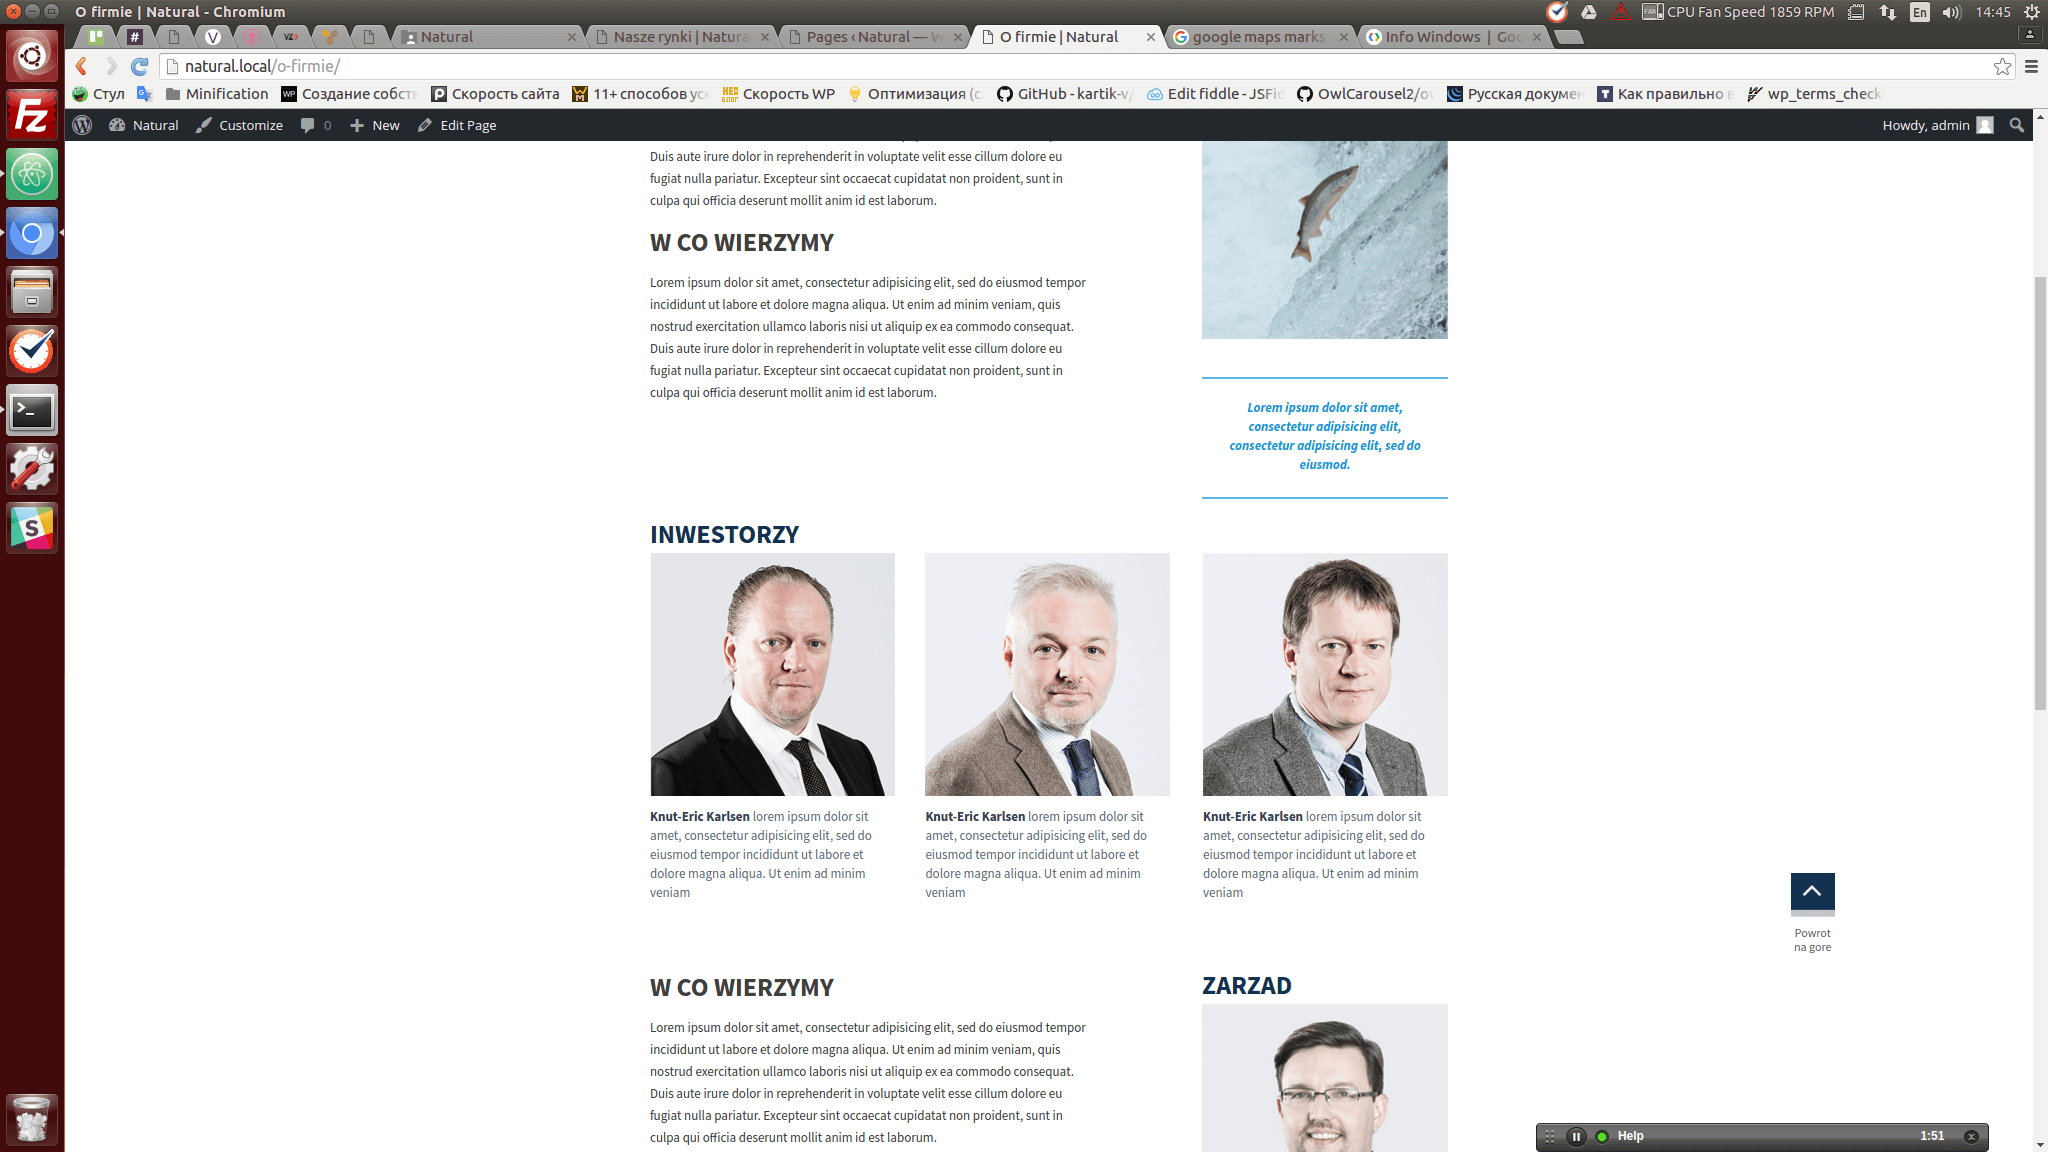 O firmie | Natural - Chromium
CPU Fan Speed 1859 RPM
En
14:45
Natural
Nasze rynki | Natura
Pages ‹ Natural — W
O firmie | Natural
google maps marks
Info Windows | Goo
natural.local/o-firmie/
Стул
Minification
Создание собст
Скорость сайта
11+ способов ус
Скорость WP
Оптимизация (с
GitHub - kartik-v/
Edit fiddle - JSFid
OwlCarousel2/ov
Русская докумен
Как правильно в
wp_terms_check
Natural
Customize
0
New
Edit Page
Howdy, admin
Duis aute irure dolor in reprehenderit in voluptate velit esse cillum dolore eu
fugiat nulla pariatur. Excepteur sint occaecat cupidatat non proident, sunt in
culpa qui officia deserunt mollit anim id est laborum.
W CO WIERZYMY
Lorem ipsum dolor sit amet, consectetur adipisicing elit, sed do eiusmod tempor
incididunt ut labore et dolore magna aliqua. Ut enim ad minim veniam, quis
nostrud exercitation ullamco laboris nisi ut aliquip ex ea commodo consequat.
Duis aute irure dolor in reprehenderit in voluptate velit esse cillum dolore eu
fugiat nulla pariatur. Excepteur sint occaecat cupidatat non proident, sunt in
culpa qui officia deserunt mollit anim id est laborum.
Lorem ipsum dolor sit amet,
consectetur adipisicing elit,
consectetur adipisicing elit, sed do
eiusmod.
INWESTORZY
Knut-Eric Karlsen lorem ipsum dolor sit
amet, consectetur adipisicing elit, sed do
eiusmod tempor incididunt ut labore et
dolore magna aliqua. Ut enim ad minim
veniam
Knut-Eric Karlsen lorem ipsum dolor sit
amet, consectetur adipisicing elit, sed do
eiusmod tempor incididunt ut labore et
dolore magna aliqua. Ut enim ad minim
veniam
Knut-Eric Karlsen lorem ipsum dolor sit
amet, consectetur adipisicing elit, sed do
eiusmod tempor incididunt ut labore et
dolore magna aliqua. Ut enim ad minim
veniam
Powrot
na gore
W CO WIERZYMY
Lorem ipsum dolor sit amet, consectetur adipisicing elit, sed do eiusmod tempor
incididunt ut labore et dolore magna aliqua. Ut enim ad minim veniam, quis
nostrud exercitation ullamco laboris nisi ut aliquip ex ea commodo consequat.
Duis aute irure dolor in reprehenderit in voluptate velit esse cillum dolore eu
fugiat nulla pariatur. Excepteur sint occaecat cupidatat non proident, sunt in
culpa qui officia deserunt mollit anim id est laborum.
ZARZAD
Help
1:51